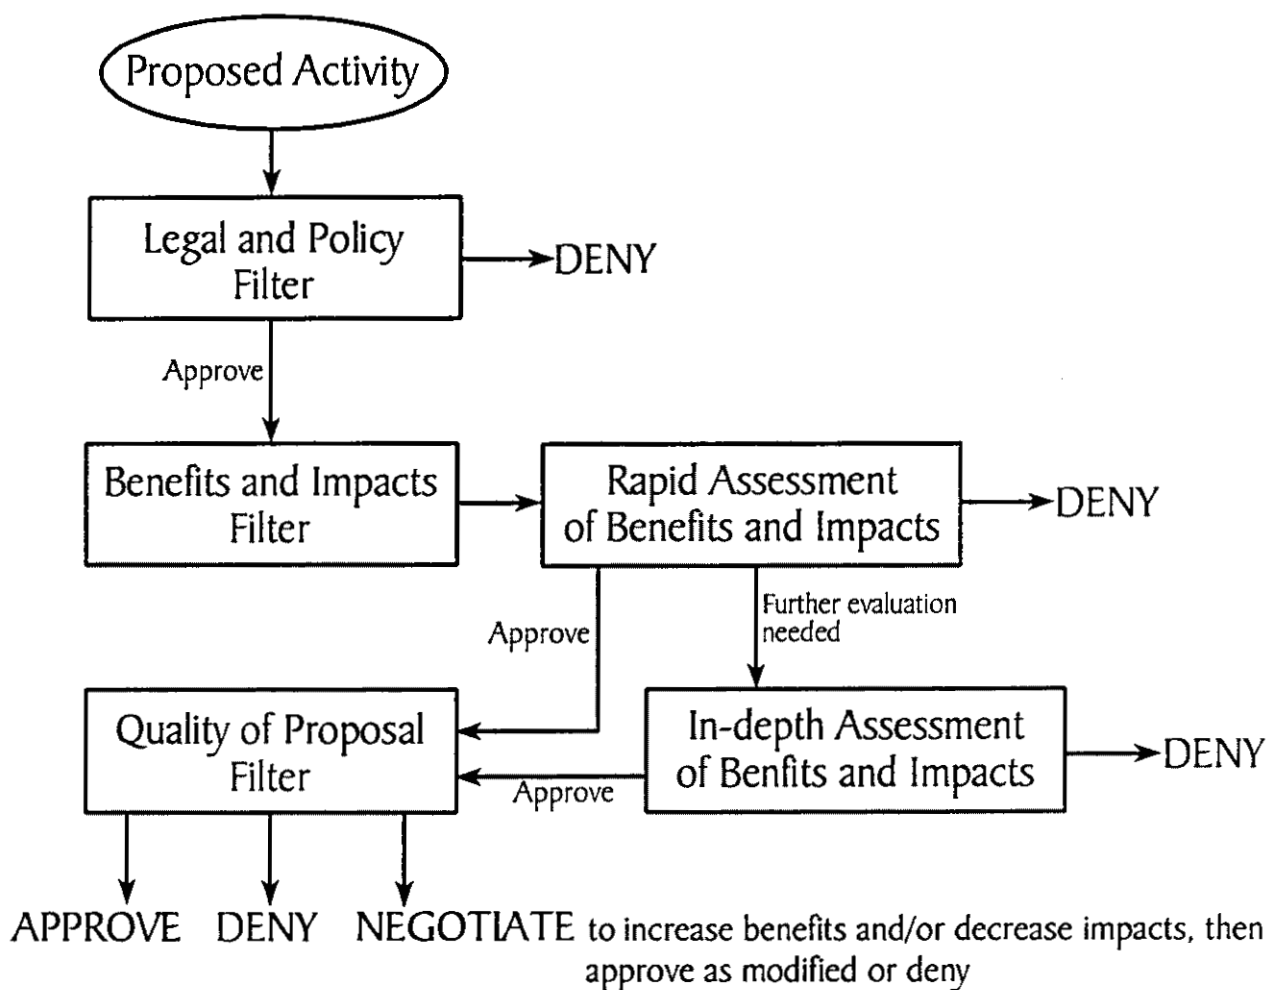 Proposed Activity
Legal and Policy
Filter
DENY
Approve
Benefits and Impacts
Filter
Rapid Assessment
of Benefits and Impacts
DENY
Approve
Further evaluation
needed
Quality of Proposal
Filter
In-depth Assessment
of Benfits and Impacts
DENY
Approve
APPROVE DENY NEGOTIATE to increase benefits and/or decrease impacts, then
approve as modified or deny